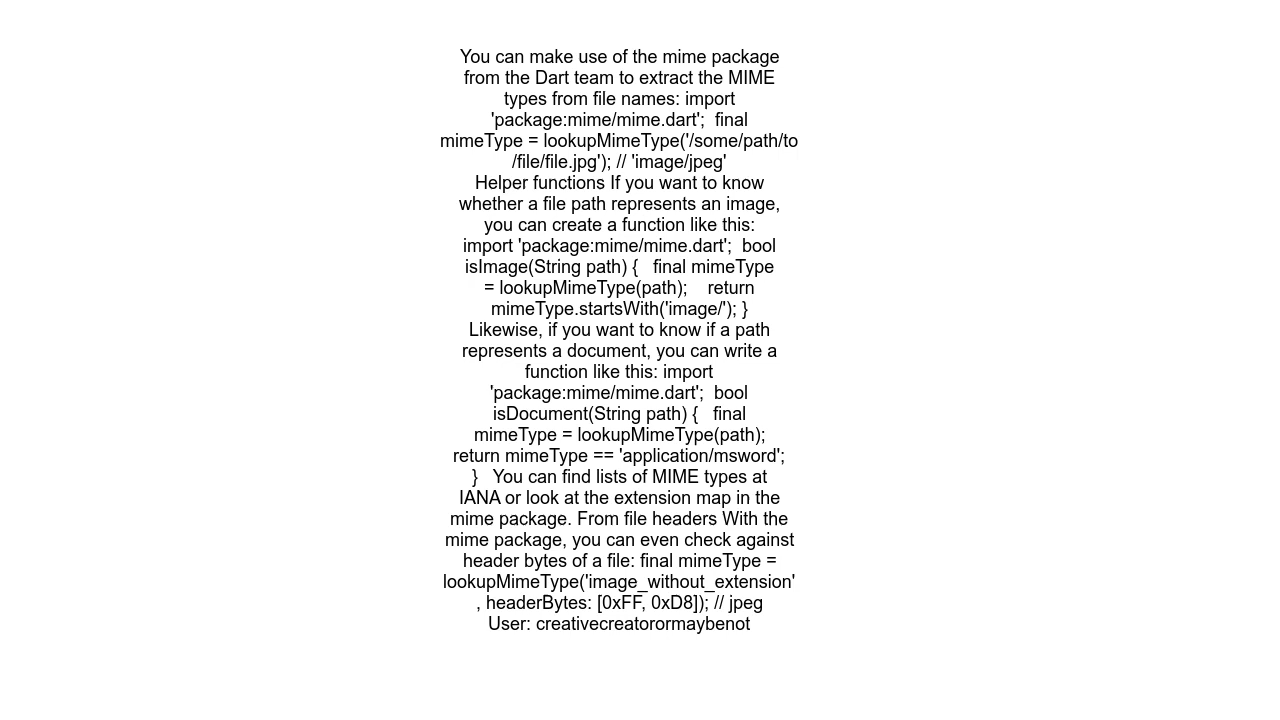 You can make use of the mime package
from the Dart team to extract the MIME
types from file names: import
'package:mime/mime.dart';  final
mimeType = lookupMimeType('/some/path/to
/file/file.jpg'); // 'image/jpeg'
Helper functions If you want to know
whether a file path represents an image,
you can create a function like this:
import 'package:mime/mime.dart';  bool
isImage(String path) {   final mimeType
= lookupMimeType(path);    return
mimeType.startsWith('image/'); }
Likewise, if you want to know if a path
represents a document, you can write a
function like this: import
'package:mime/mime.dart';  bool
isDocument(String path) {   final
mimeType = lookupMimeType(path);
return mimeType == 'application/msword';
}   You can find lists of MIME types at
IANA or look at the extension map in the
mime package. From file headers With the
mime package, you can even check against
header bytes of a file: final mimeType =
lookupMimeType('image_without_extension'
, headerBytes: [0xFF, 0xD8]); // jpeg
User: creativecreatorormaybenot